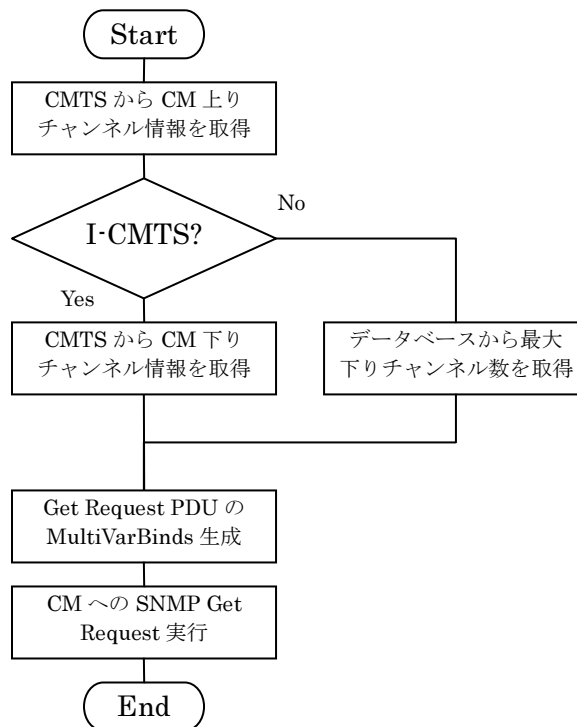 Start
CMTS から CM 上り
チャンネル情報を取得
I-CMTS?
No
Yes
CMTS から CM 下り
チャンネル情報を取得
データベースから最大
下りチャンネル数を取得
Get Request PDU の
MultiVarBinds 生成
CM への SNMP Get
Request 実行
End